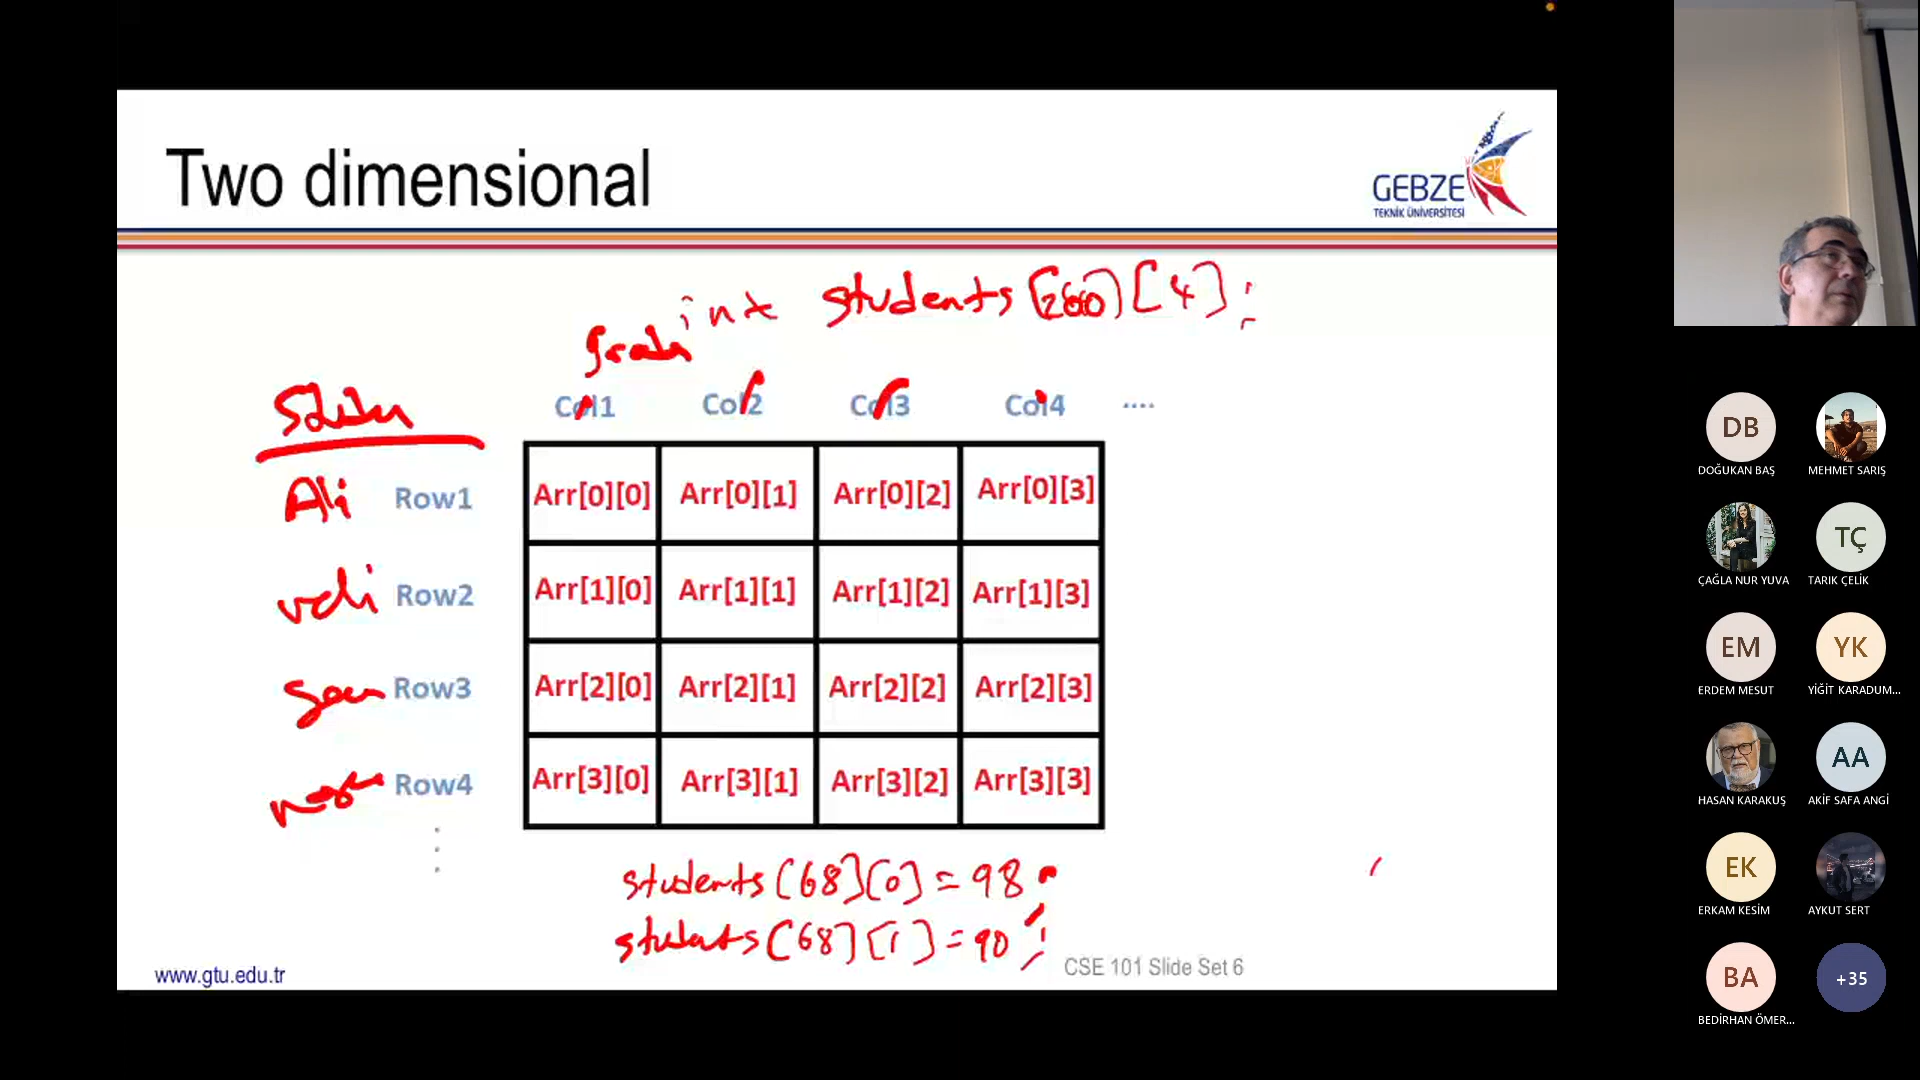 Two dimensional
GEBZE
TEKNİK ÜNİVERSİTESİ
int students[260][4];
Col1 Col2 Col3 Col4 ....
Ali Row1 Arr[0][0] Arr[0][1] Arr[0][2] Arr[0][3]
veli Row2 Arr[1][0] Arr[1][1] Arr[1][2] Arr[1][3]
Row3 Arr[2][0] Arr[2][1] Arr[2][2] Arr[2][3]
Row4 Arr[3][0] Arr[3][1] Arr[3][2] Arr[3][3]
students[68][0] = 98;
students[68][1] = 90;
www.gtu.edu.tr
CSE 101 Slide Set 6
DB
DOĞUKAN BAŞ
MEHMET SARIŞ
ÇAĞLA NUR YUVA
TÇ
TARIK ÇELİK
EM
ERDEM MESUT
YK
YİĞİT KARADUM...
HASAN KARAKUŞ
AA
AKİF SAFA ANGİ
EK
ERKAM KESİM
AYKUT SERT
BA
BEDİRHAN ÖMER...
+35